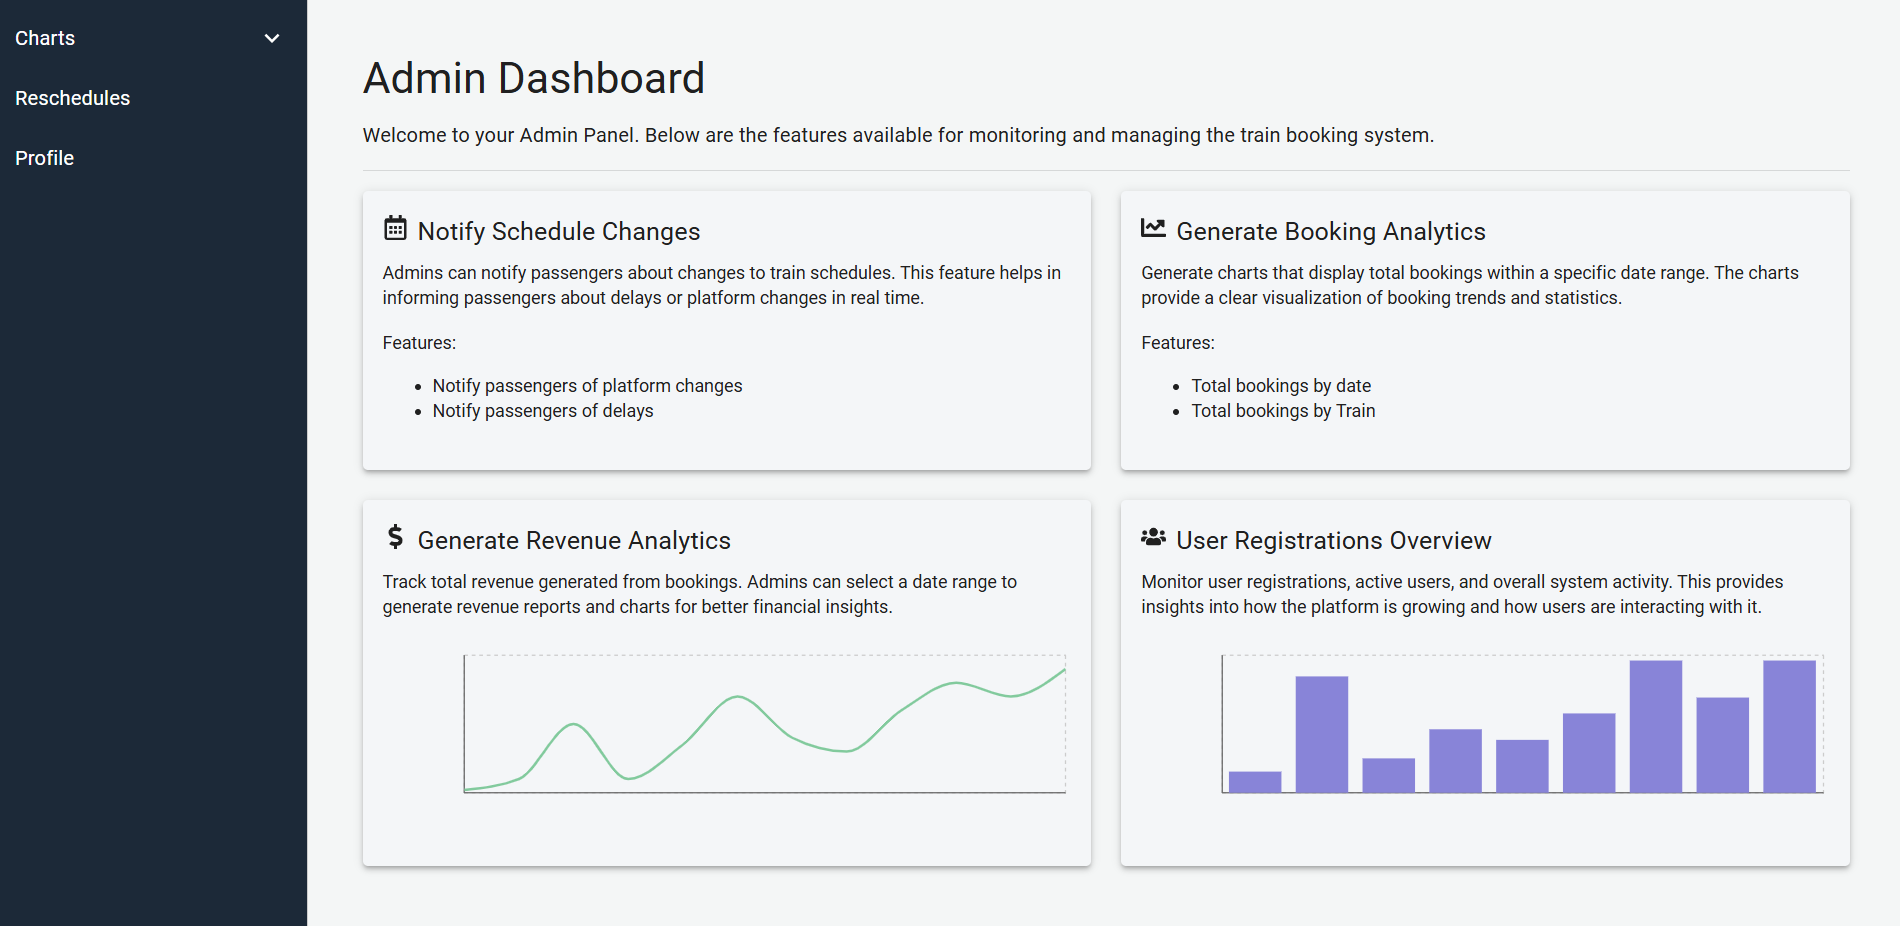 Charts
Reschedules
Profile
Admin Dashboard
Welcome to your Admin Panel. Below are the features available for monitoring and managing the train booking system.
Notify Schedule Changes
Admins can notify passengers about changes to train schedules. This feature helps in
informing passengers about delays or platform changes in real time.
Features:
Notify passengers of platform changes
Notify passengers of delays
Generate Booking Analytics
Generate charts that display total bookings within a specific date range. The charts
provide a clear visualization of booking trends and statistics.
Features:
Total bookings by date
Total bookings by Train
Generate Revenue Analytics
Track total revenue generated from bookings. Admins can select a date range to
generate revenue reports and charts for better financial insights.
User Registrations Overview
Monitor user registrations, active users, and overall system activity. This provides
insights into how the platform is growing and how users are interacting with it.